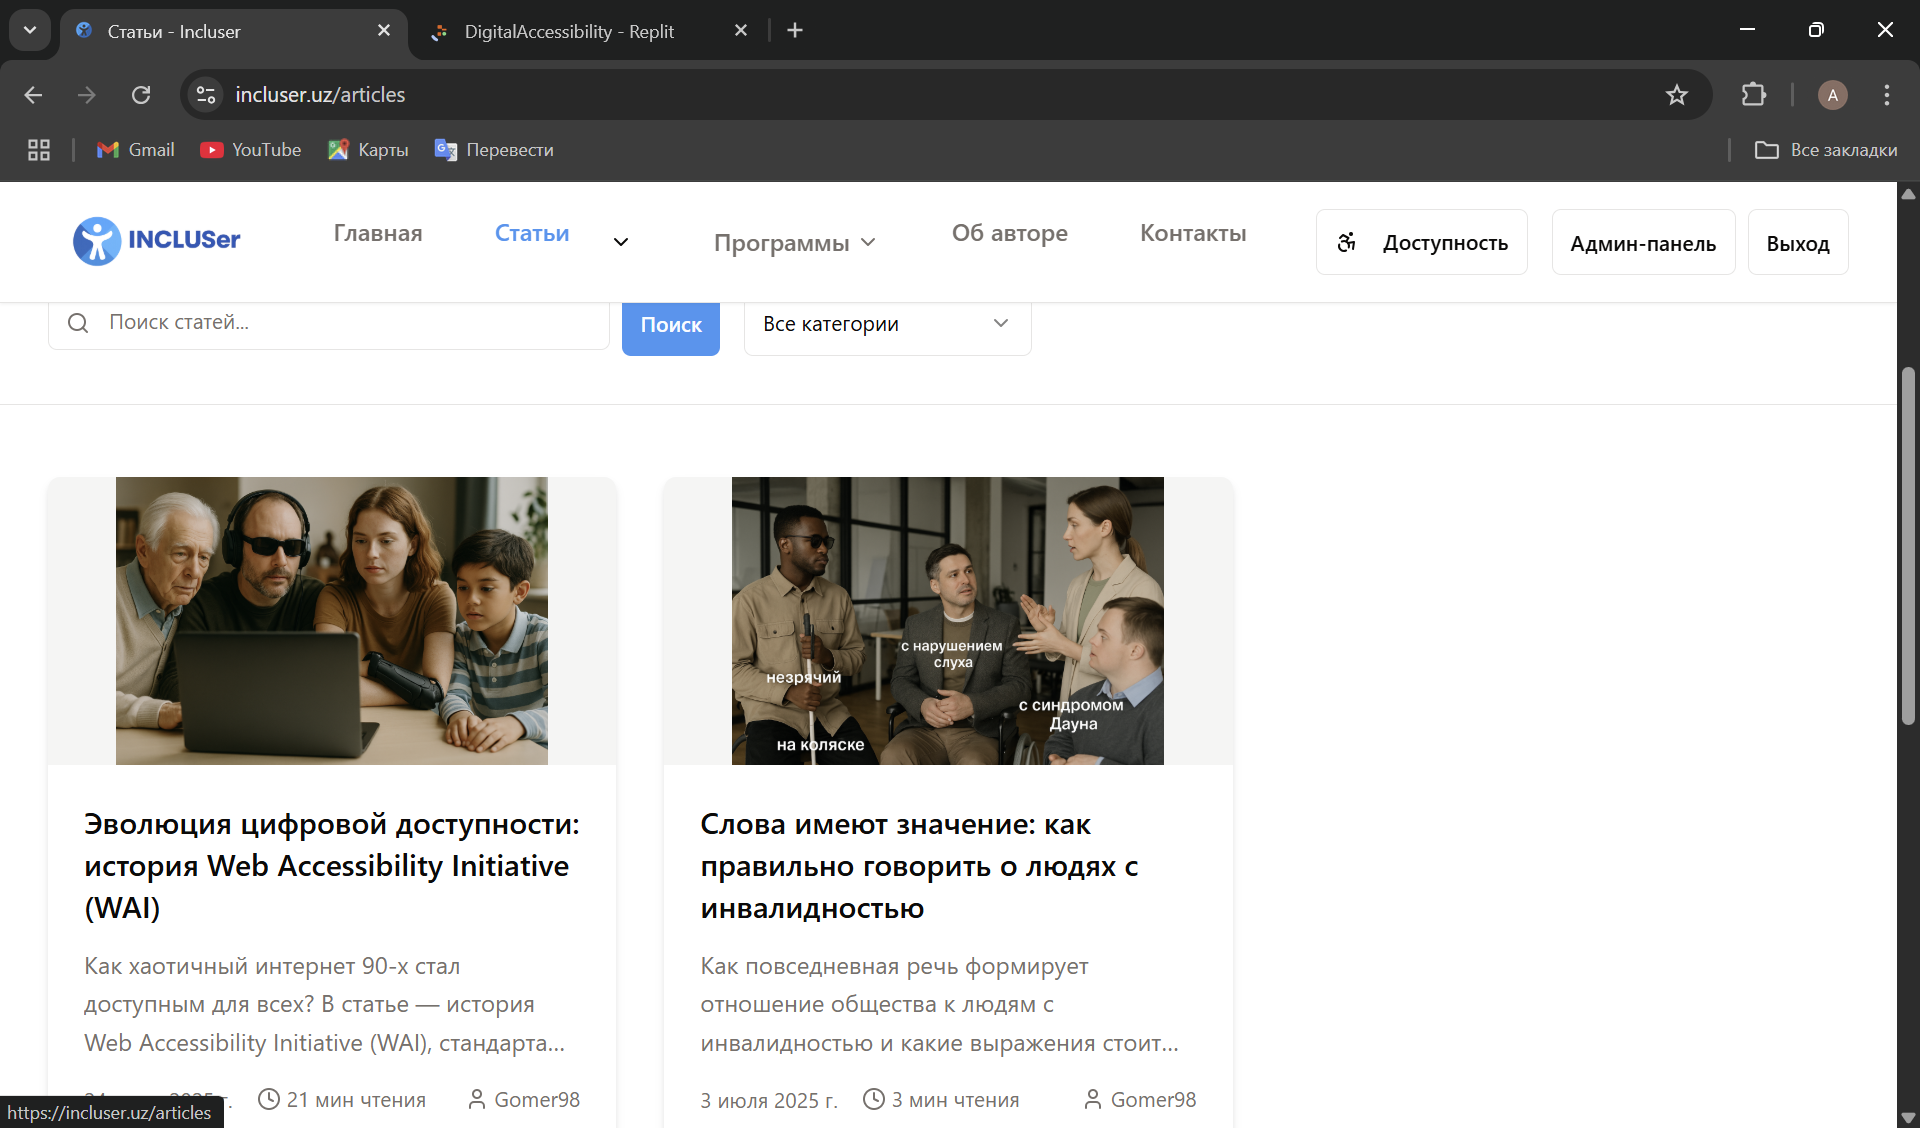 Статьи - Incluser
DigitalAccessibility - Replit
incluser.uz/articles
A
Gmail
YouTube
Карты
Перевести
Все закладки
INCLUSer
Главная
Статьи
Программы
Об авторе
Контакты
Доступность
Админ-панель
Выход
Поиск статей...
Поиск
Все категории
с нарушением
слуха
незрячий
с синдромом
Дауна
на коляске
Эволюция цифровой доступности:
история Web Accessibility Initiative
(WAI)
Как хаотичный интернет 90-х стал
доступным для всех? В статье — история
Web Accessibility Initiative (WAI), стандарта...
21 мин чтения
Gomer98
Слова имеют значение: как
правильно говорить о людях с
инвалидностью
Как повседневная речь формирует
отношение общества к людям с
инвалидностью и какие выражения стоит...
3 июля 2025 г.
3 мин чтения
Gomer98
https://incluser.uz/articles